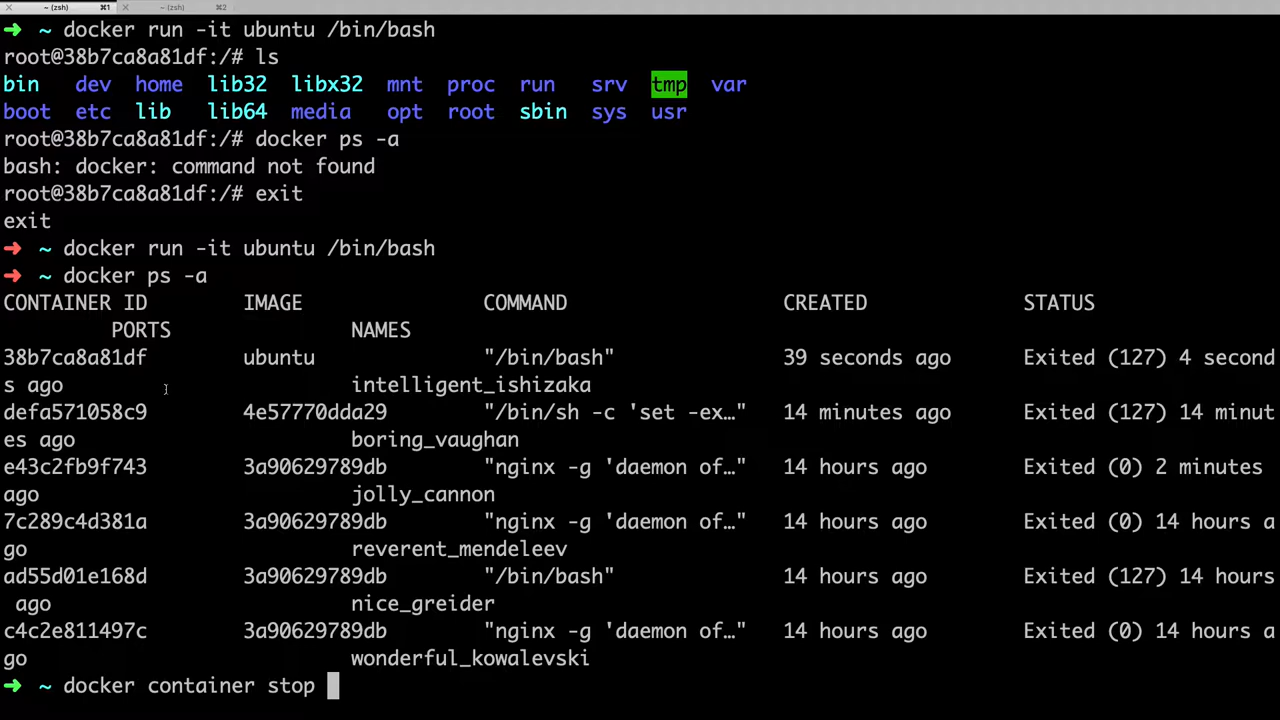 ~ (zsh) ⌘1 ~ (zsh) ⌘2
➜ ~ docker run -it ubuntu /bin/bash
root@38b7ca8a81df:/# ls
bin dev home lib32 libx32 mnt proc run srv tmp var
boot etc lib lib64 media opt root sbin sys usr
root@38b7ca8a81df:/# docker ps -a
bash: docker: command not found
root@38b7ca8a81df:/# exit
exit
➜ ~ docker run -it ubuntu /bin/bash
➜ ~ docker ps -a
CONTAINER ID IMAGE COMMAND CREATED STATUS
PORTS NAMES
38b7ca8a81df ubuntu "/bin/bash" 39 seconds ago Exited (127) 4 second
s ago intelligent_ishizaka
defa571058c9 4e57770dda29 "/bin/sh -c 'set -ex…" 14 minutes ago Exited (127) 14 minut
es ago boring_vaughan
e43c2fb9f743 3a90629789db "nginx -g 'daemon of…" 14 hours ago Exited (0) 2 minutes
ago jolly_cannon
7c289c4d381a 3a90629789db "nginx -g 'daemon of…" 14 hours ago Exited (0) 14 hours a
go reverent_mendeleev
ad55d01e168d 3a90629789db "/bin/bash" 14 hours ago Exited (127) 14 hours
ago nice_greider
c4c2e811497c 3a90629789db "nginx -g 'daemon of…" 14 hours ago Exited (0) 14 hours a
go wonderful_kowalevski
➜ ~ docker container stop